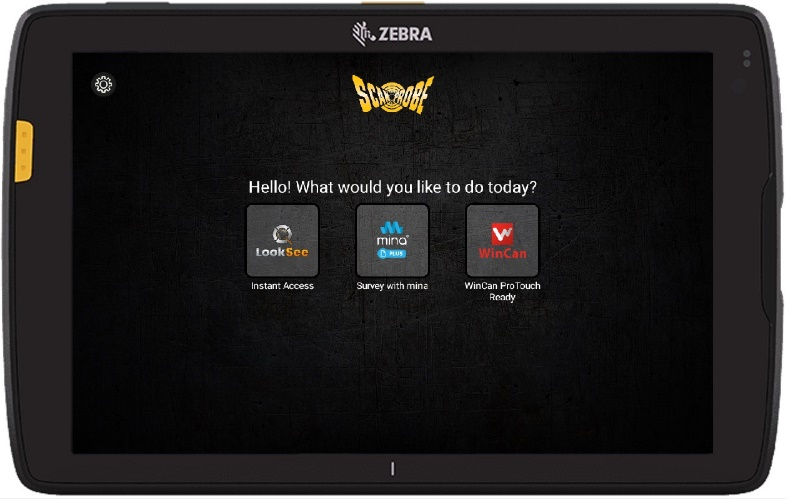 ZEBRA
SCANPROBE
Hello! What would you like to do today?
LookSee
mina
PLUS
WinCan
Instant Access
Survey with mina
WinCan ProTouch
Ready